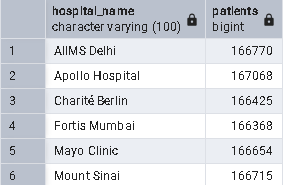 hospital_name patients
character varying (100) bigint
1 AIIMS Delhi 166770
2 Apollo Hospital 167068
3 Charité Berlin 166425
4 Fortis Mumbai 166368
5 Mayo Clinic 166654
6 Mount Sinai 166715